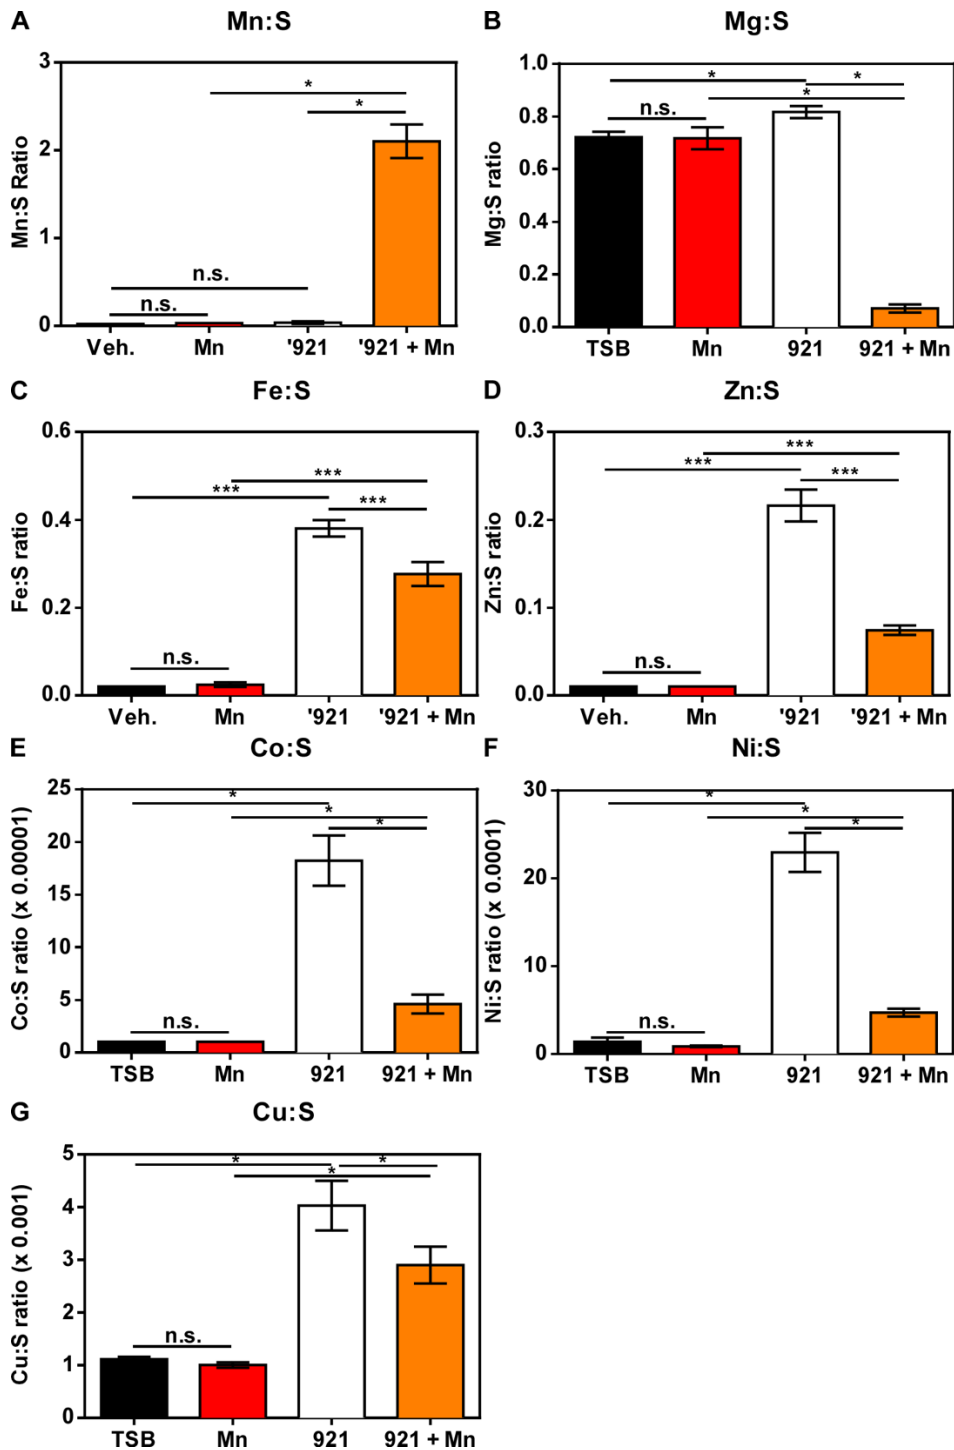 A Mn:S
Mn:S Ratio
3
2
1
0
*
*
n.s.
n.s.
Veh. Mn '921 '921 + Mn
B Mg:S
Mg:S ratio
1.0
0.8
0.6
0.4
0.2
0.0
* *
*
n.s.
TSB Mn 921 921 + Mn
C Fe:S
Fe:S ratio
0.6
0.4
0.2
0.0
***
***
***
n.s.
Veh. Mn '921 '921 + Mn
D Zn:S
Zn:S ratio
0.3
0.2
0.1
0.0
***
***
***
n.s.
Veh. Mn '921 '921 + Mn
E Co:S
Co:S ratio (x 0.00001)
25
20
15
10
5
0
*
*
*
n.s.
TSB Mn 921 921 + Mn
F Ni:S
Ni:S ratio (x 0.0001)
30
20
10
0
*
*
*
n.s.
TSB Mn 921 921 + Mn
G Cu:S
Cu:S ratio (x 0.001)
5
4
3
2
1
0
* *
*
n.s.
TSB Mn 921 921 + Mn